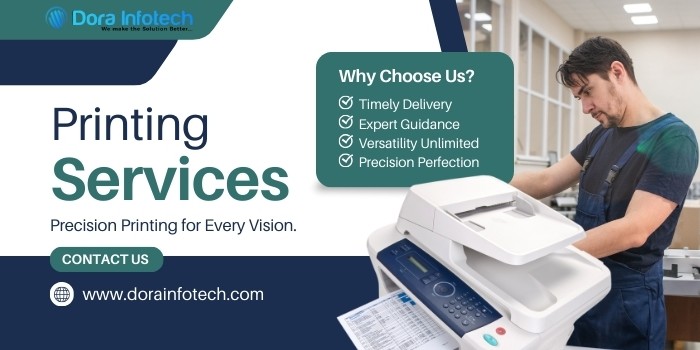 Dora Infotech
We make the Solution Better...
Printing
Services
Precision Printing for Every Vision.
CONTACT US
www.dorainfotech.com
Why Choose Us?
Timely Delivery
Expert Guidance
Versatility Unlimited
Precision Perfection